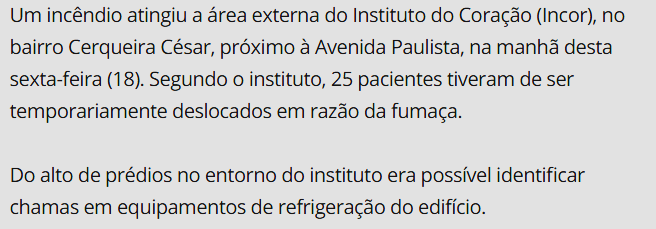 Um incêndio atingiu a área externa do Instituto do Coração (Incor), no
bairro Cerqueira César, próximo à Avenida Paulista, na manhã desta
sexta-feira (18). Segundo o instituto, 25 pacientes tiveram de ser
temporariamente deslocados em razão da fumaça.
Do alto de prédios no entorno do instituto era possível identificar
chamas em equipamentos de refrigeração do edifício.